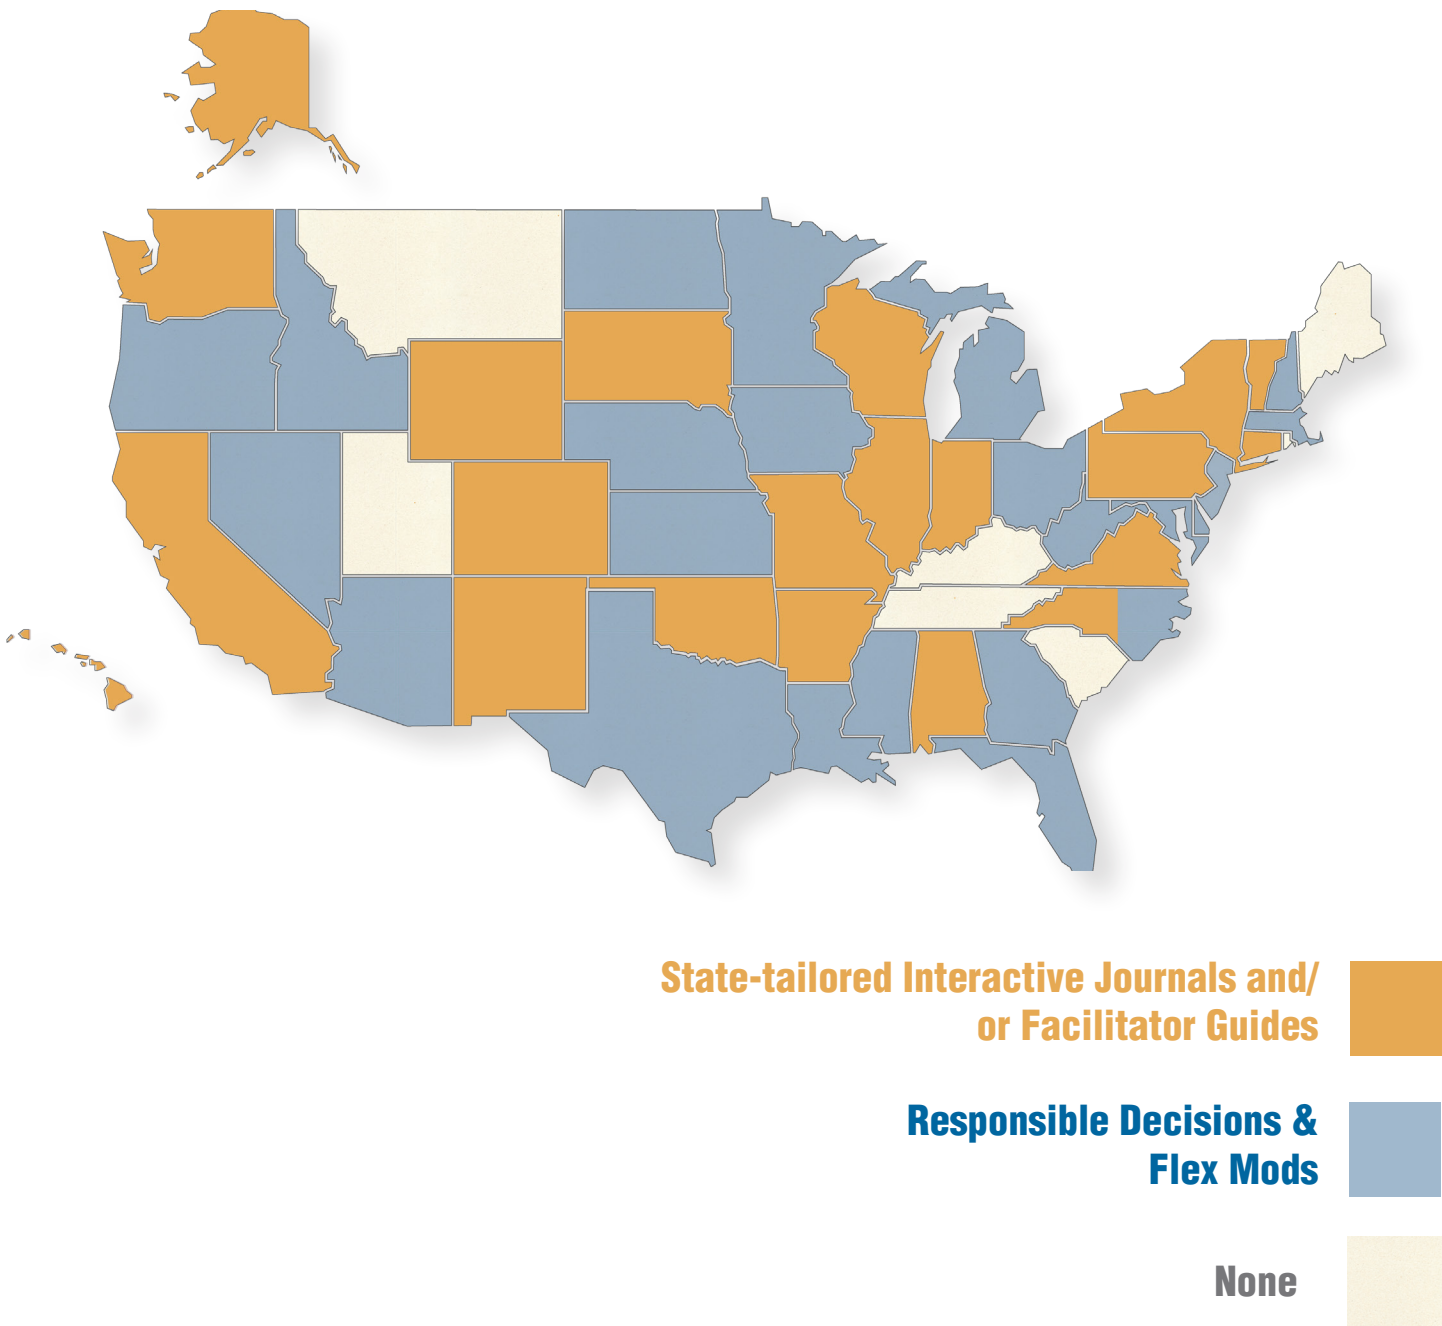 State-tailored Interactive Journals and/
or Facilitator Guides
Responsible Decisions &
Flex Mods
None